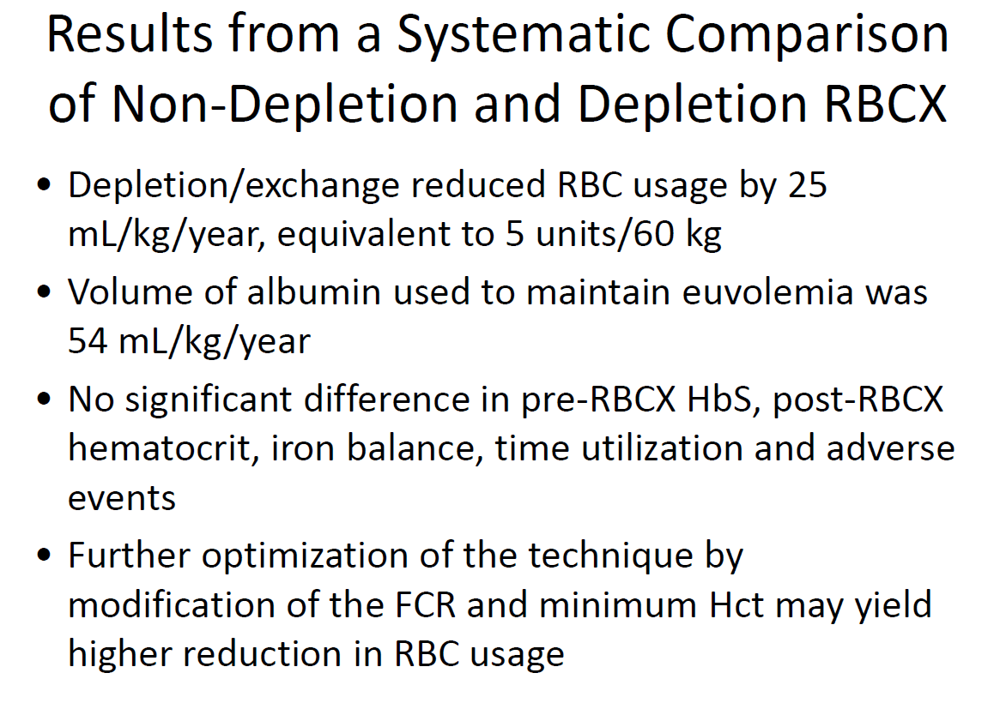 Results from a Systematic Comparison
of Non-Depletion and Depletion RBCX
• Depletion/exchange reduced RBC usage by 25
mL/kg/year, equivalent to 5 units/60 kg
• Volume of albumin used to maintain euvolemia was
54 mL/kg/year
• No significant difference in pre-RBCX HbS, post-RBCX
hematocrit, iron balance, time utilization and adverse
events
• Further optimization of the technique by
modification of the FCR and minimum Hct may yield
higher reduction in RBC usage